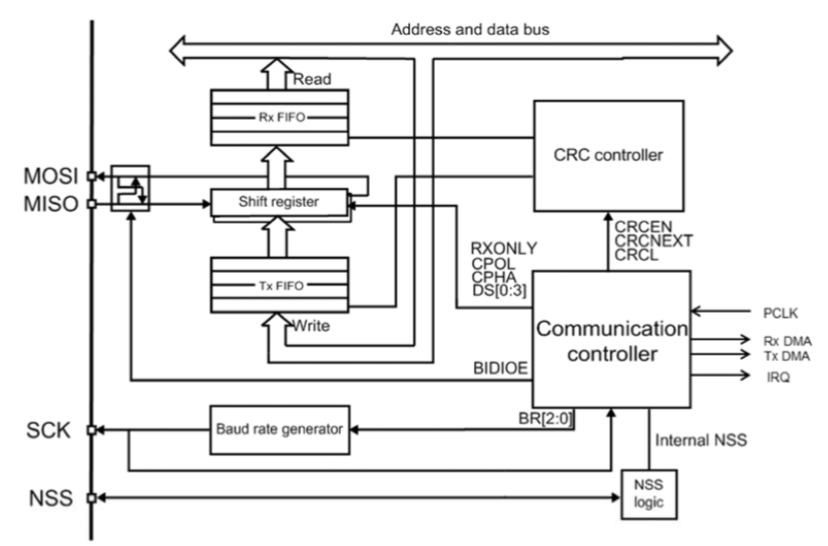 Address and data bus
Read
Rx FIFO
CRC controller
MOSI
MISO
Shift register
CRCEN
CRCNEXT
CRCL
RXONLY
CPOL
CPHA
DS[0:3]
Tx FIFO
Write
Communication
controller
PCLK
Rx DMA
Tx DMA
IRQ
BIDIOE
BR[2:0]
SCK
Baud rate generator
Internal NSS
NSS
NSS
logic